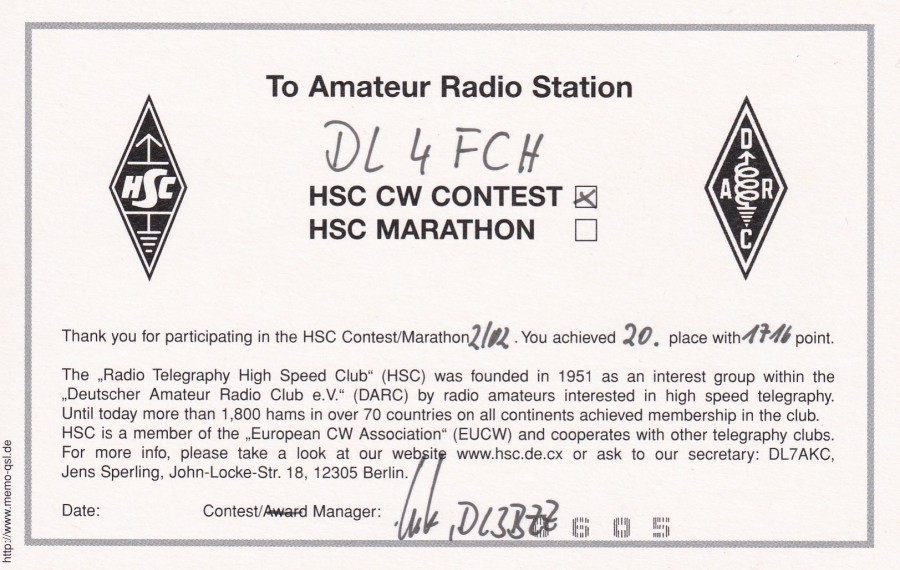 To Amateur Radio Station
DL4FCH
HSC CW CONTEST ☒
HSC MARATHON ☐
HSC
D
A R
C
Thank you for participating in the HSC Contest/Marathon 2/02. You achieved 20. place with 1716 point.
The „Radio Telegraphy High Speed Club“ (HSC) was founded in 1951 as an interest group within the
„Deutscher Amateur Radio Club e.V.“ (DARC) by radio amateurs interested in high speed telegraphy.
Until today more than 1,800 hams in over 70 countries on all continents achieved membership in the club.
HSC is a member of the „European CW Association“ (EUCW) and cooperates with other telegraphy clubs.
For more info, please take a look at our website www.hsc.de.cx or ask to our secretary: DL7AKC,
Jens Sperling, John-Locke-Str. 18, 12305 Berlin.
Date: Contest/Award Manager: , DL3BZZ 0605
http://www.memo-qsl.de